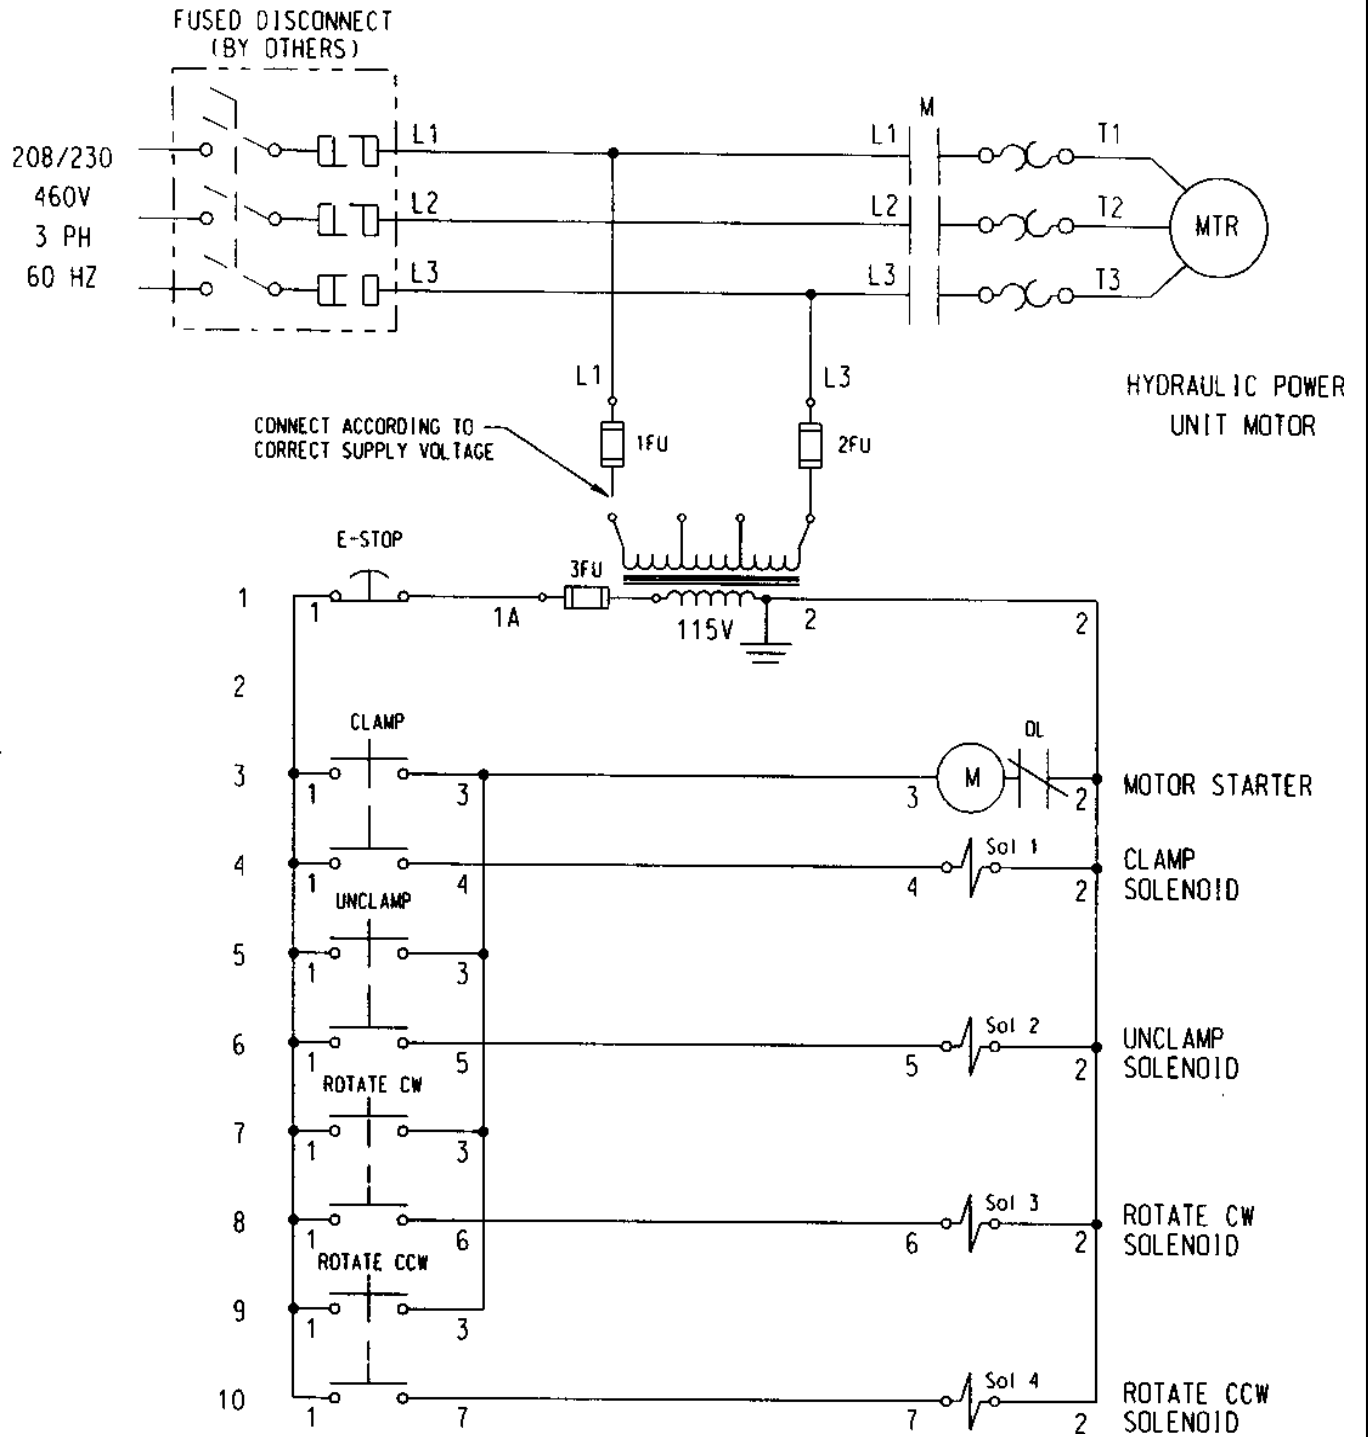 FUSED DISCONNECT
(BY OTHERS)
208/230
460V
3 PH
60 HZ
L1
L2
L3
M
L1
L2
L3
T1
T2
T3
MTR
HYDRAULIC POWER
UNIT MOTOR
L1
L3
CONNECT ACCORDING TO
CORRECT SUPPLY VOLTAGE
1FU
2FU
E-STOP
3FU
1
1
1A
115V
2
2
2
CLAMP
OL
3
1
3
3
M
2
MOTOR STARTER
4
1
4
4
Sol 1
2
CLAMP
SOLENOID
UNCLAMP
5
1
3
6
1
5
5
Sol 2
2
UNCLAMP
SOLENOID
ROTATE CW
7
1
3
8
1
6
6
Sol 3
2
ROTATE CW
SOLENOID
ROTATE CCW
9
1
3
10
1
7
7
Sol 4
2
ROTATE CCW
SOLENOID